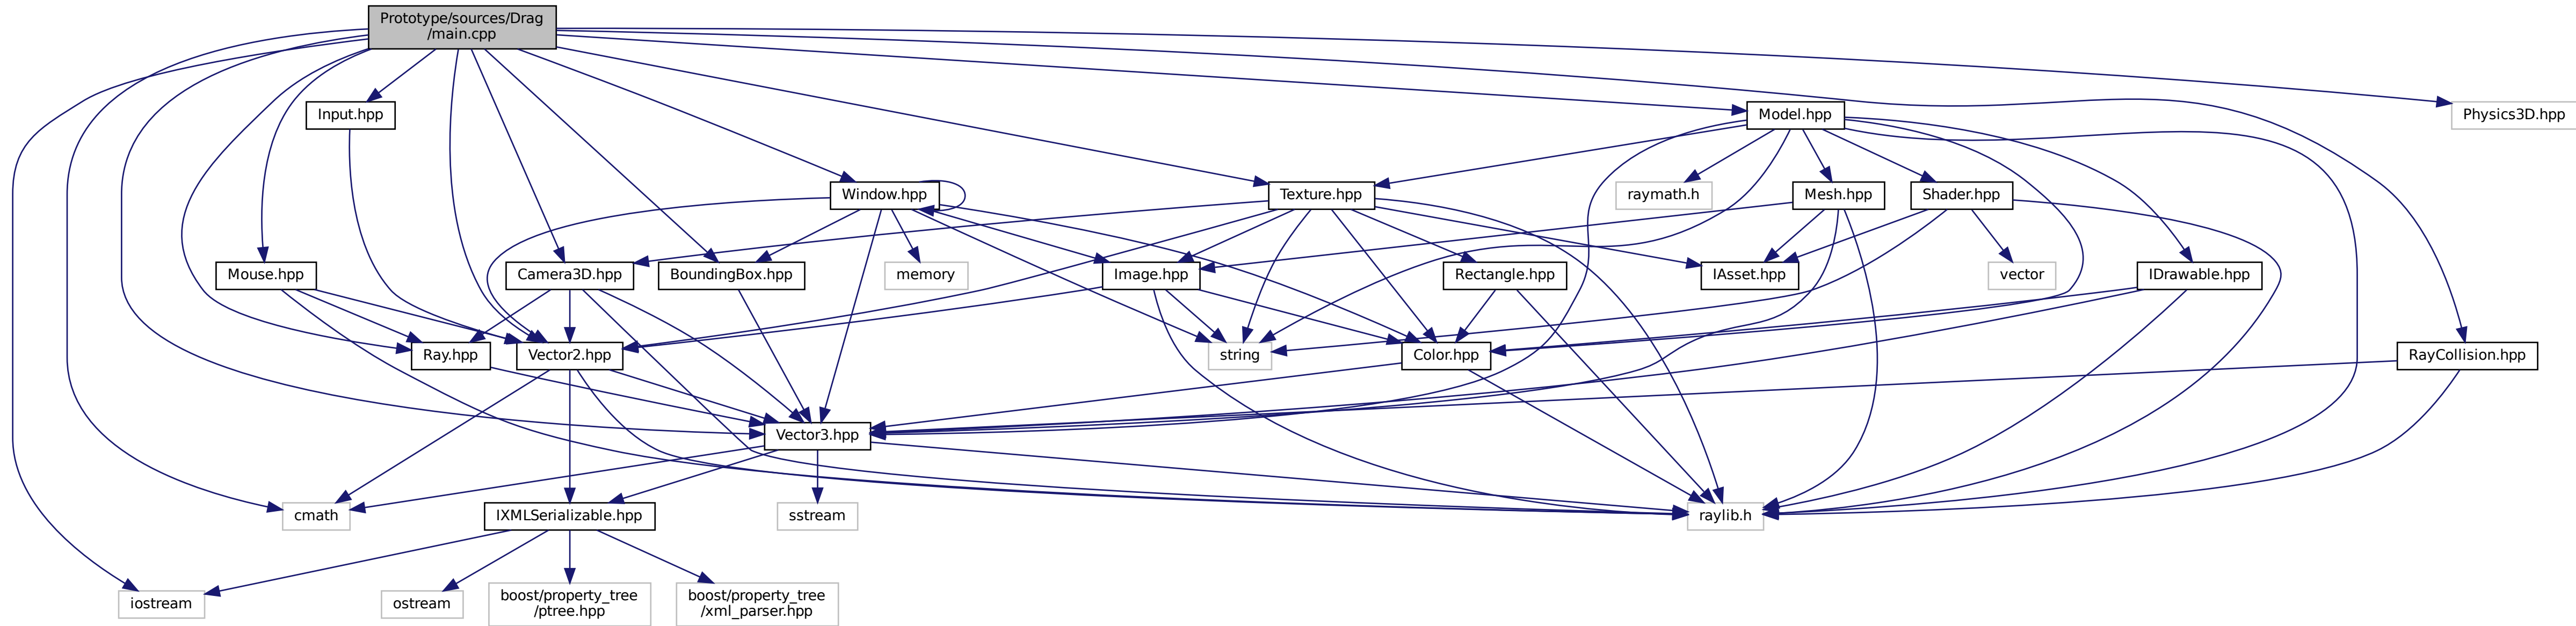 Prototype/sources/Drag
/main.cpp
Input.hpp
Model.hpp
Physics3D.hpp
Window.hpp
Texture.hpp
raymath.h
Mesh.hpp
Shader.hpp
Mouse.hpp
Camera3D.hpp
BoundingBox.hpp
memory
Image.hpp
Rectangle.hpp
IAsset.hpp
vector
IDrawable.hpp
Ray.hpp
Vector2.hpp
string
Color.hpp
RayCollision.hpp
Vector3.hpp
cmath
IXMLSerializable.hpp
sstream
raylib.h
iostream
ostream
boost/property_tree
/ptree.hpp
boost/property_tree
/xml_parser.hpp